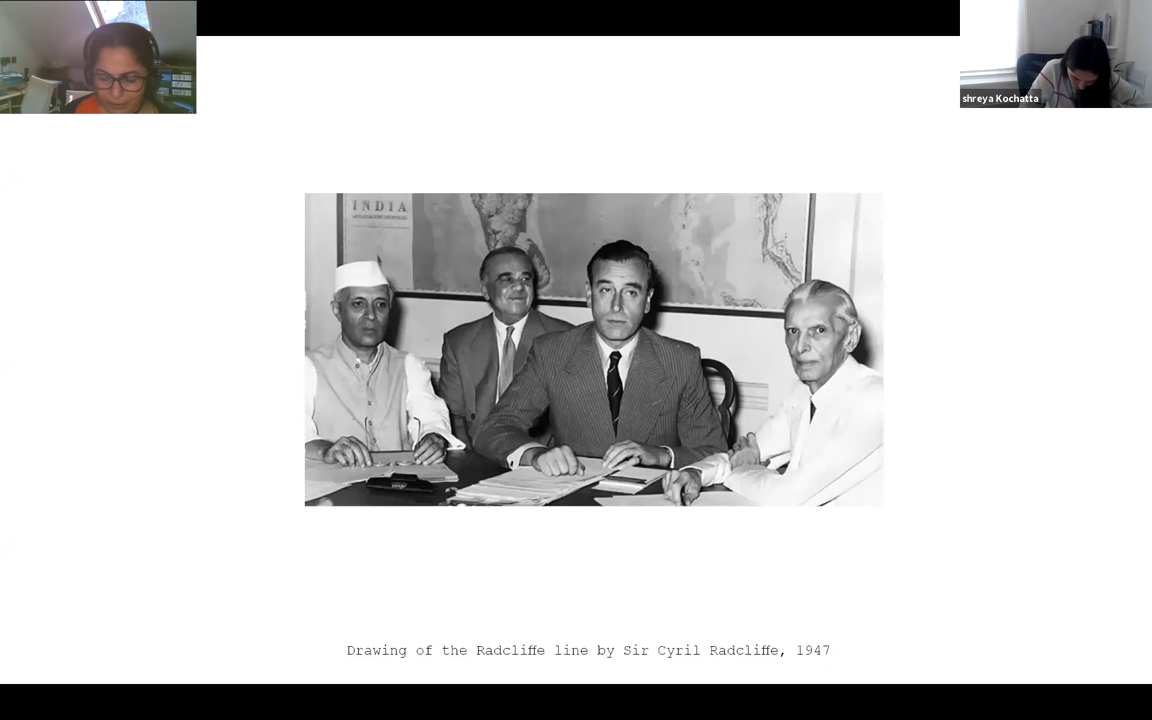 shreya Kochatta
INDIA
Drawing of the Radcliffe line by Sir Cyril Radcliffe, 1947